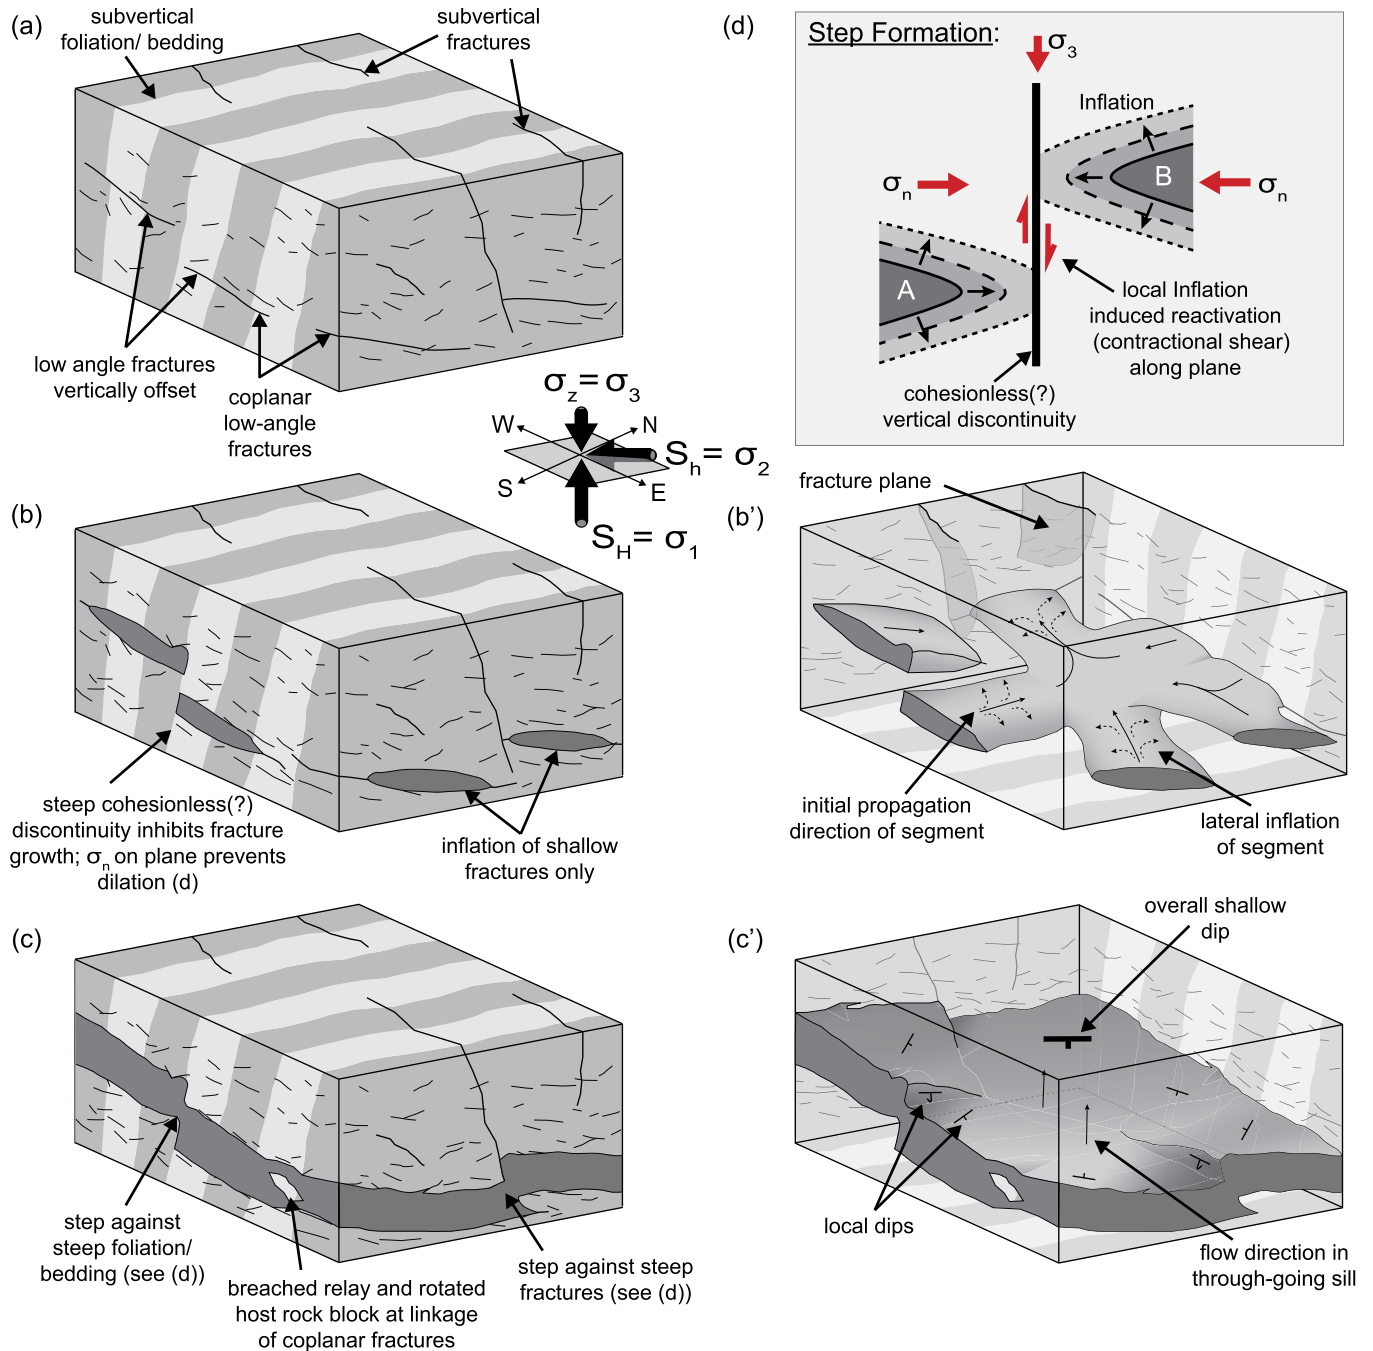 (a)
subvertical
foliation/ bedding
subvertical
fractures
low angle fractures
vertically offset
coplanar
low-angle
fractures
σz= σ3
W
N
S
E
Sh= σ2
SH= σ1
(d)
Step Formation:
σ3
Inflation
σn
σn
B
A
local Inflation
induced reactivation
(contractional shear)
along plane
cohesionless(?)
vertical discontinuity
(b)
steep cohesionless(?)
discontinuity inhibits fracture
growth; σn on plane prevents
dilation (d)
inflation of shallow
fractures only
(b’)
fracture plane
initial propagation
direction of segment
lateral inflation
of segment
(c)
step against
steep foliation/
bedding (see (d))
breached relay and rotated
host rock block at linkage
of coplanar fractures
step against steep
fractures (see (d))
(c’)
overall shallow
dip
local dips
flow direction in
through-going sill